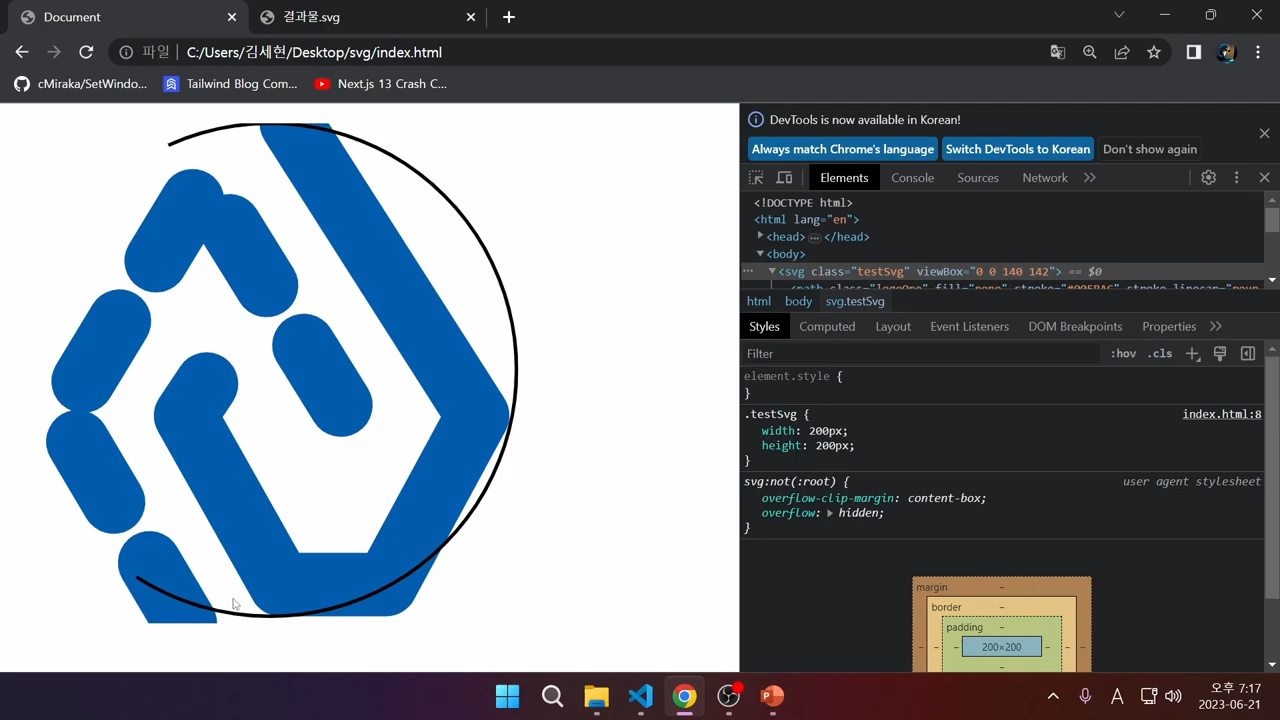 Document
결과물.svg
파일
C:/Users/김세현/Desktop/svg/index.html
cMiraka/SetWindo...
Tailwind Blog Com...
Next.js 13 Crash C...
DevTools is now available in Korean!
Always match Chrome's language
Switch DevTools to Korean
Don't show again
Elements
Console
Sources
Network
<!DOCTYPE html>
<html lang="en">
<head> … </head>
<body>
<svg class="testSvg" viewBox="0 0 140 142"> == $0
html
body
svg.testSvg
Styles
Computed
Layout
Event Listeners
DOM Breakpoints
Properties
Filter
:hov
.cls
element.style {
}
.testSvg {
index.html:8
width: 200px;
height: 200px;
}
svg:not(:root) {
user agent stylesheet
overflow-clip-margin: content-box;
overflow: hidden;
}
margin
–
border
–
padding
–
–
–
–
200×200
–
–
–
–
A
오후 7:17
2023-06-21